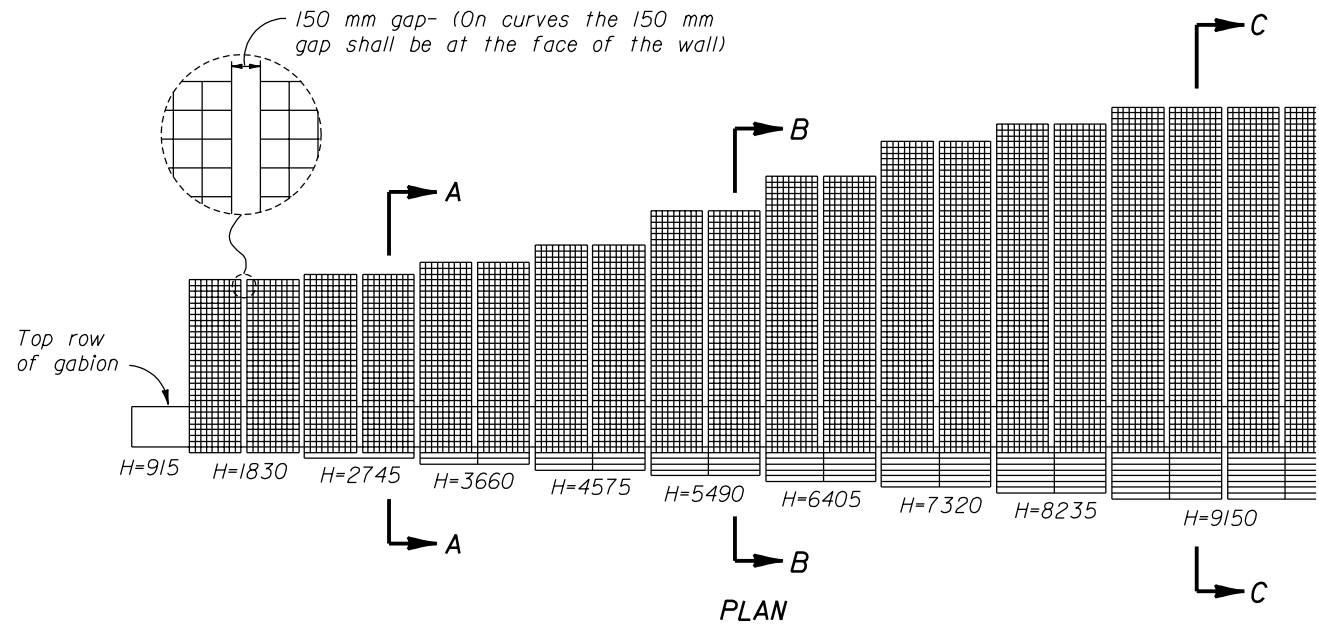 150 mm gap- (On curves the 150 mm
gap shall be at the face of the wall)
C
B
A
Top row
of gabion
H=915
H=1830
H=2745
H=3660
H=4575
H=5490
H=6405
H=7320
H=8235
H=9150
A
B
C
PLAN